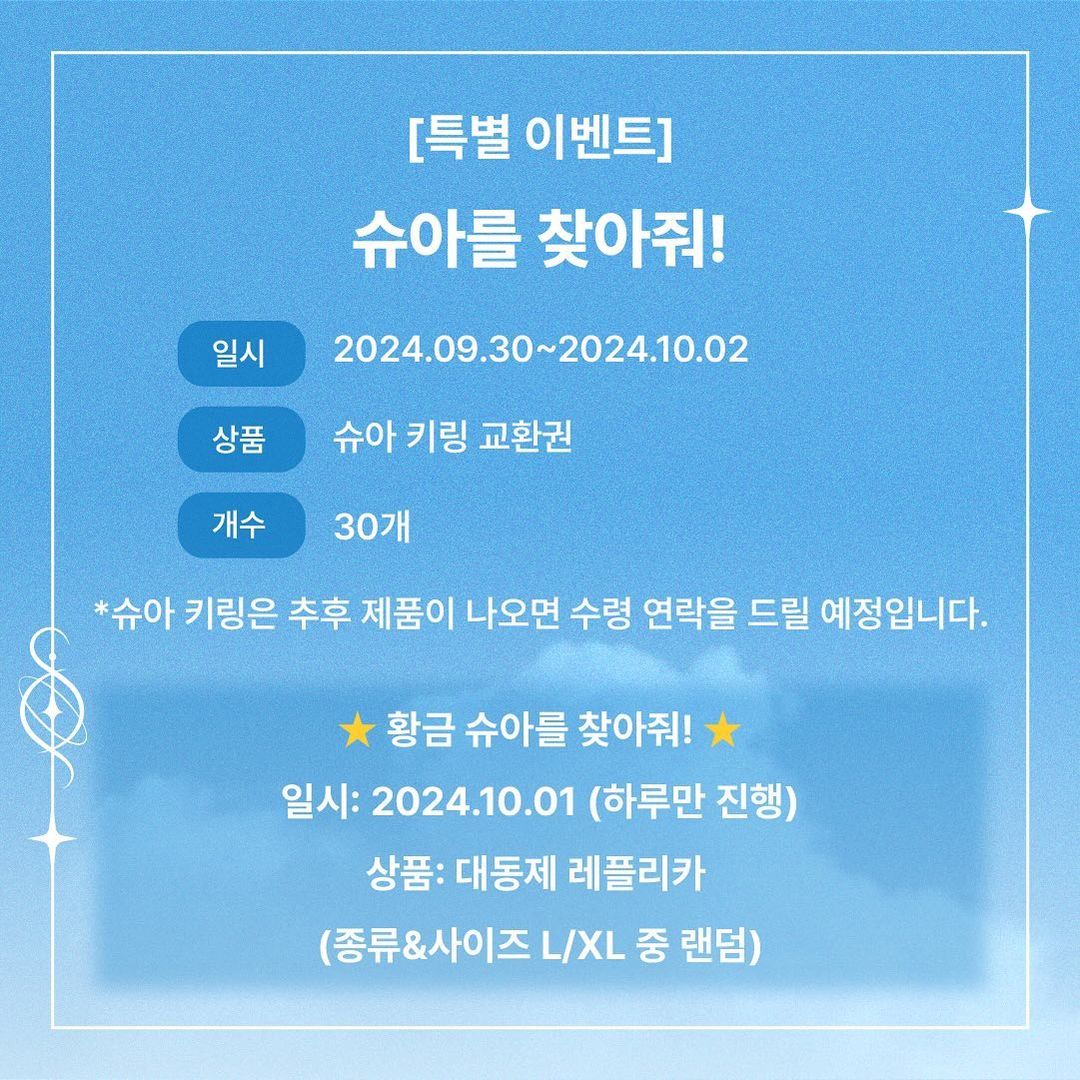 [특별 이벤트]
슈아를 찾아줘!
일시 2024.09.30~2024.10.02
상품 슈아 키링 교환권
개수 30개
*슈아 키링은 추후 제품이 나오면 수령 연락을 드릴 예정입니다.
⭐ 황금 슈아를 찾아줘! ⭐
일시: 2024.10.01 (하루만 진행)
상품: 대동제 레플리카
(종류&사이즈 L/XL 중 랜덤)